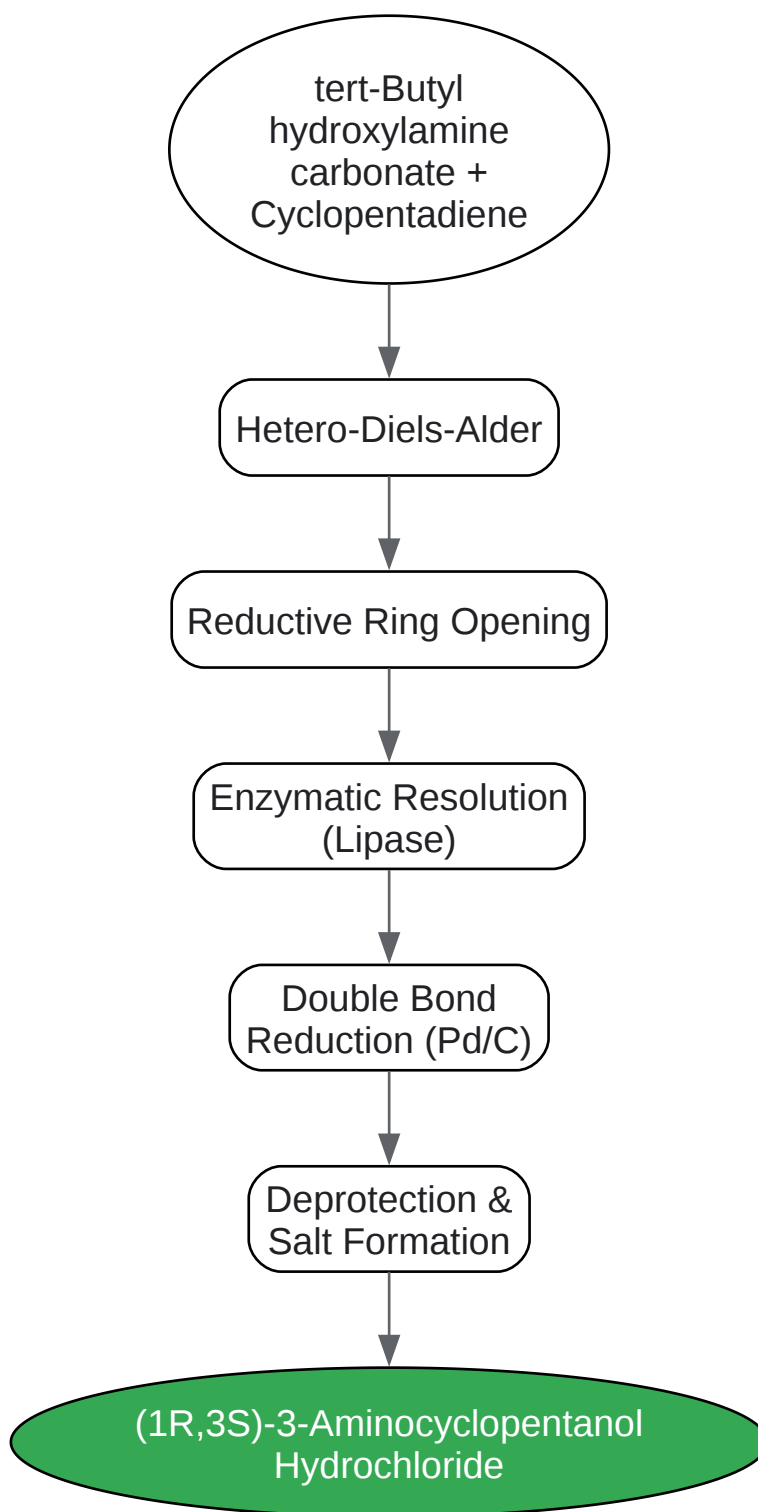 tert-Butyl
hydroxylamine
carbonate +
Cyclopentadiene
Hetero-Diels-Alder
Reductive Ring Opening
Enzymatic Resolution
(Lipase)
Double Bond
Reduction (Pd/C)
Deprotection &
Salt Formation
(1R,3S)-3-Aminocyclopentanol
Hydrochloride